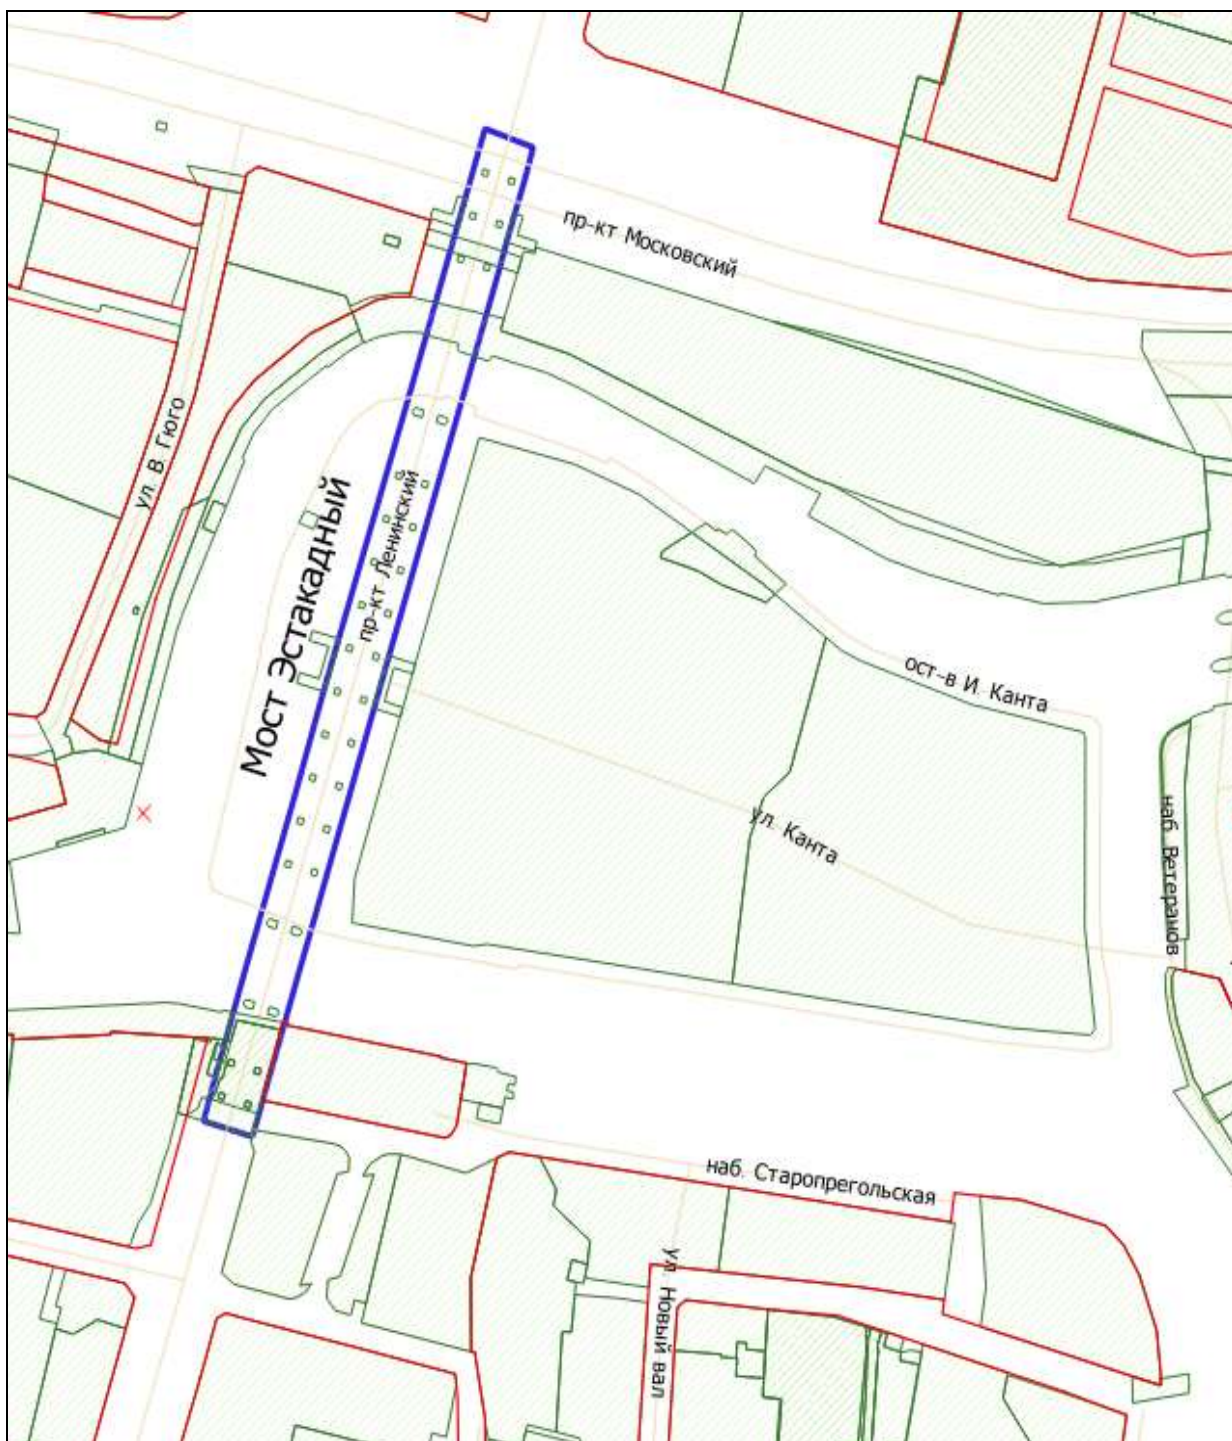 пр-кт Московский
ул. В. Гюго
Мост Эстакадный
пр-кт Ленинский
ост-в И. Канта
ул. Канта
наб. Ветеранов
наб. Старопрегольская
ул. Новый вал